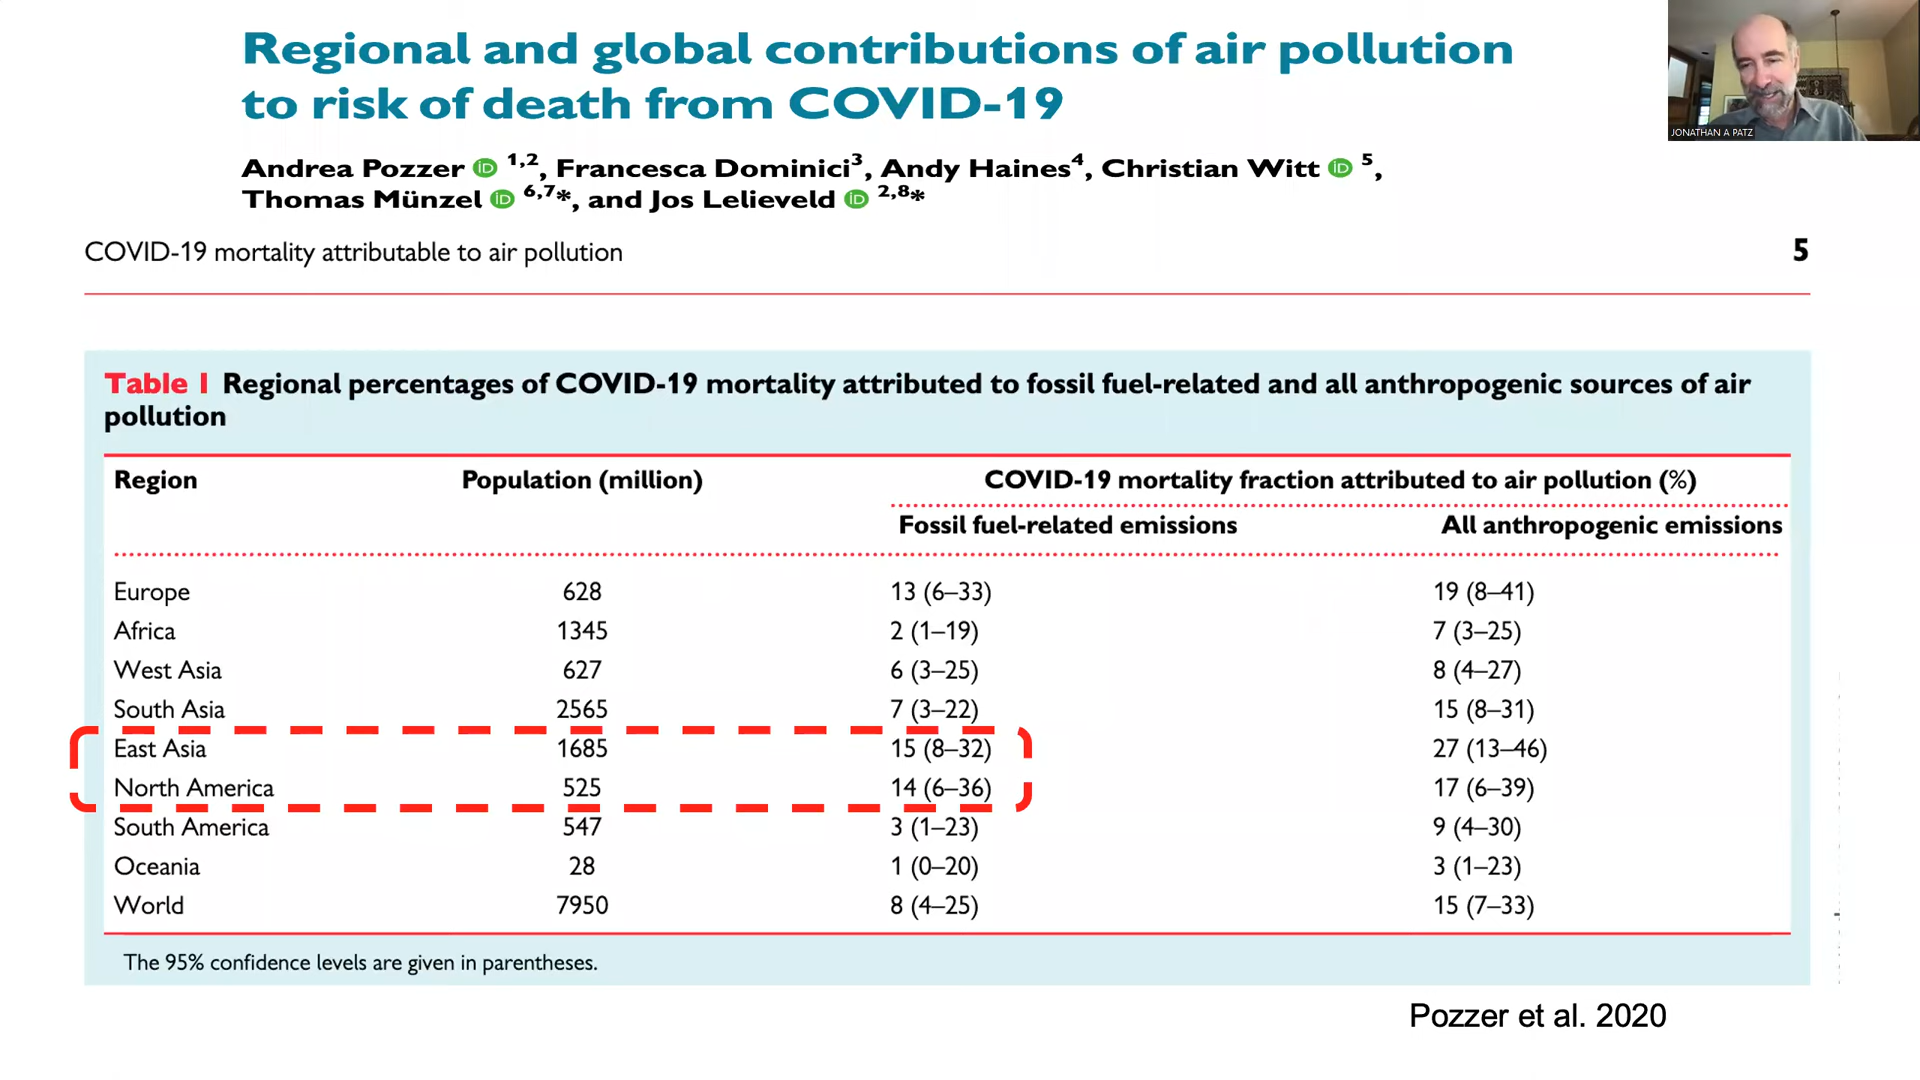 Regional and global contributions of air pollution
to risk of death from COVID-19
JONATHAN A PATZ
Andrea Pozzer iD 1,2, Francesca Dominici3, Andy Haines4, Christian Witt iD 5,
Thomas Münzel iD 6,7*, and Jos Lelieveld iD 2,8*
COVID-19 mortality attributable to air pollution 5
Table 1 Regional percentages of COVID-19 mortality attributed to fossil fuel-related and all anthropogenic sources of air
pollution
Region Population (million) COVID-19 mortality fraction attributed to air pollution (%)
Fossil fuel-related emissions All anthropogenic emissions
Europe 628 13 (6–33) 19 (8–41)
Africa 1345 2 (1–19) 7 (3–25)
West Asia 627 6 (3–25) 8 (4–27)
South Asia 2565 7 (3–22) 15 (8–31)
East Asia 1685 15 (8–32) 27 (13–46)
North America 525 14 (6–36) 17 (6–39)
South America 547 3 (1–23) 9 (4–30)
Oceania 28 1 (0–20) 3 (1–23)
World 7950 8 (4–25) 15 (7–33)
The 95% confidence levels are given in parentheses.
Pozzer et al. 2020